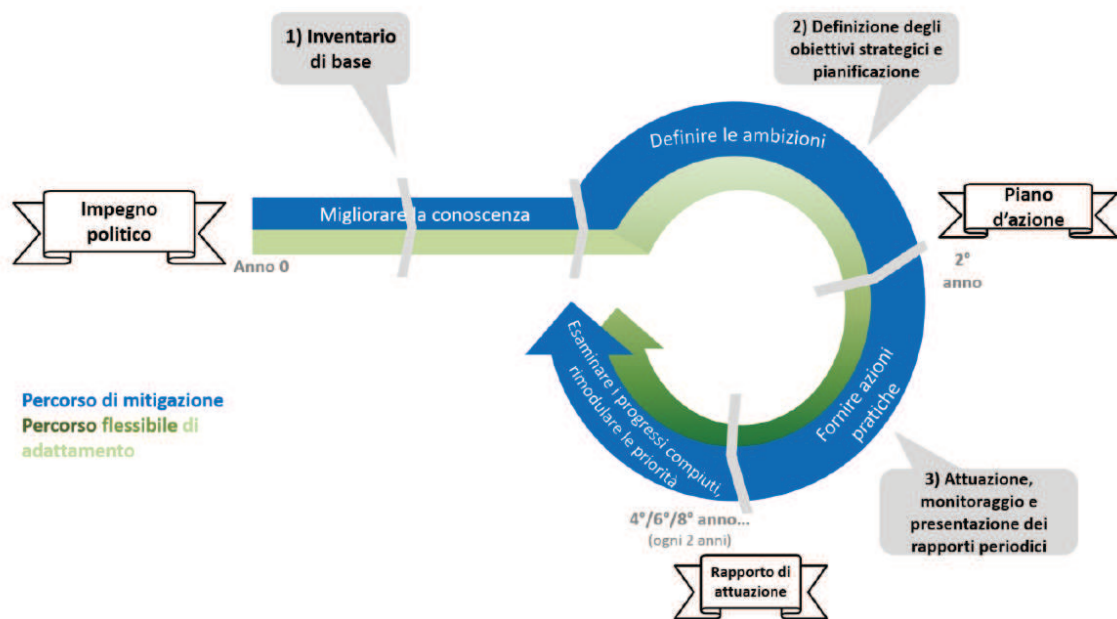 1) Inventario
di base
2) Definizione degli
obiettivi strategici e
pianificazione
Definire le ambizioni
Impegno
politico
Migliorare la conoscenza
Piano
d'azione
Anno 0
2°
anno
Esaminare i progressi compiuti,
rimodulare le priorità
Fornire azioni
pratiche
Percorso di mitigazione
Percorso flessibile di
adattamento
3) Attuazione,
monitoraggio e
presentazione dei
rapporti periodici
4°/6°/8° anno...
(ogni 2 anni)
Rapporto di
attuazione